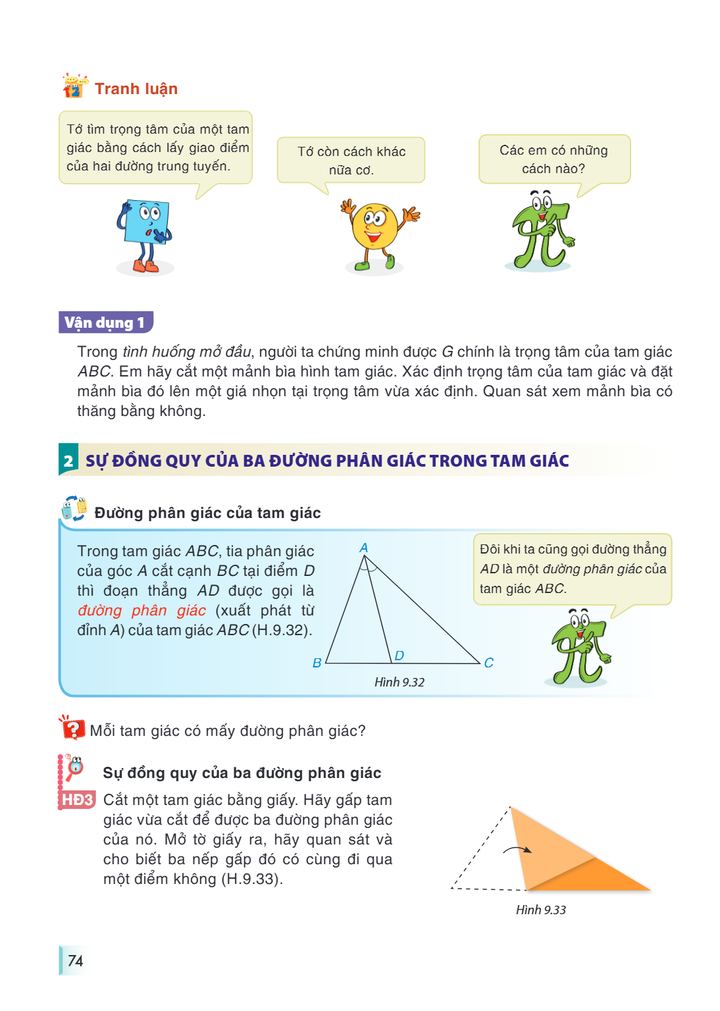 Tranh luận
Tớ tìm trọng tâm của một tam
giác bằng cách lấy giao điểm
của hai đường trung tuyến.
Tớ còn cách khác
nữa cơ.
Các em có những
cách nào?
Vận dụng 1
Trong tình huống mở đầu, người ta chứng minh được G chính là trọng tâm của tam giác
ABC. Em hãy cắt một mảnh bìa hình tam giác. Xác định trọng tâm của tam giác và đặt
mảnh bìa đó lên một giá nhọn tại trọng tâm vừa xác định. Quan sát xem mảnh bìa có
thăng bằng không.
2 SỰ ĐỒNG QUY CỦA BA ĐƯỜNG PHÂN GIÁC TRONG TAM GIÁC
Đường phân giác của tam giác
Trong tam giác ABC, tia phân giác
của góc A cắt cạnh BC tại điểm D
thì đoạn thẳng AD được gọi là
đường phân giác (xuất phát từ
đỉnh A) của tam giác ABC (H.9.32).
A
B
D
C
Hình 9.32
Đôi khi ta cũng gọi đường thẳng
AD là một đường phân giác của
tam giác ABC.
? Mỗi tam giác có mấy đường phân giác?
Sự đồng quy của ba đường phân giác
HĐ3 Cắt một tam giác bằng giấy. Hãy gấp tam
giác vừa cắt để được ba đường phân giác
của nó. Mở tờ giấy ra, hãy quan sát và
cho biết ba nếp gấp đó có cùng đi qua
một điểm không (H.9.33).
Hình 9.33
74